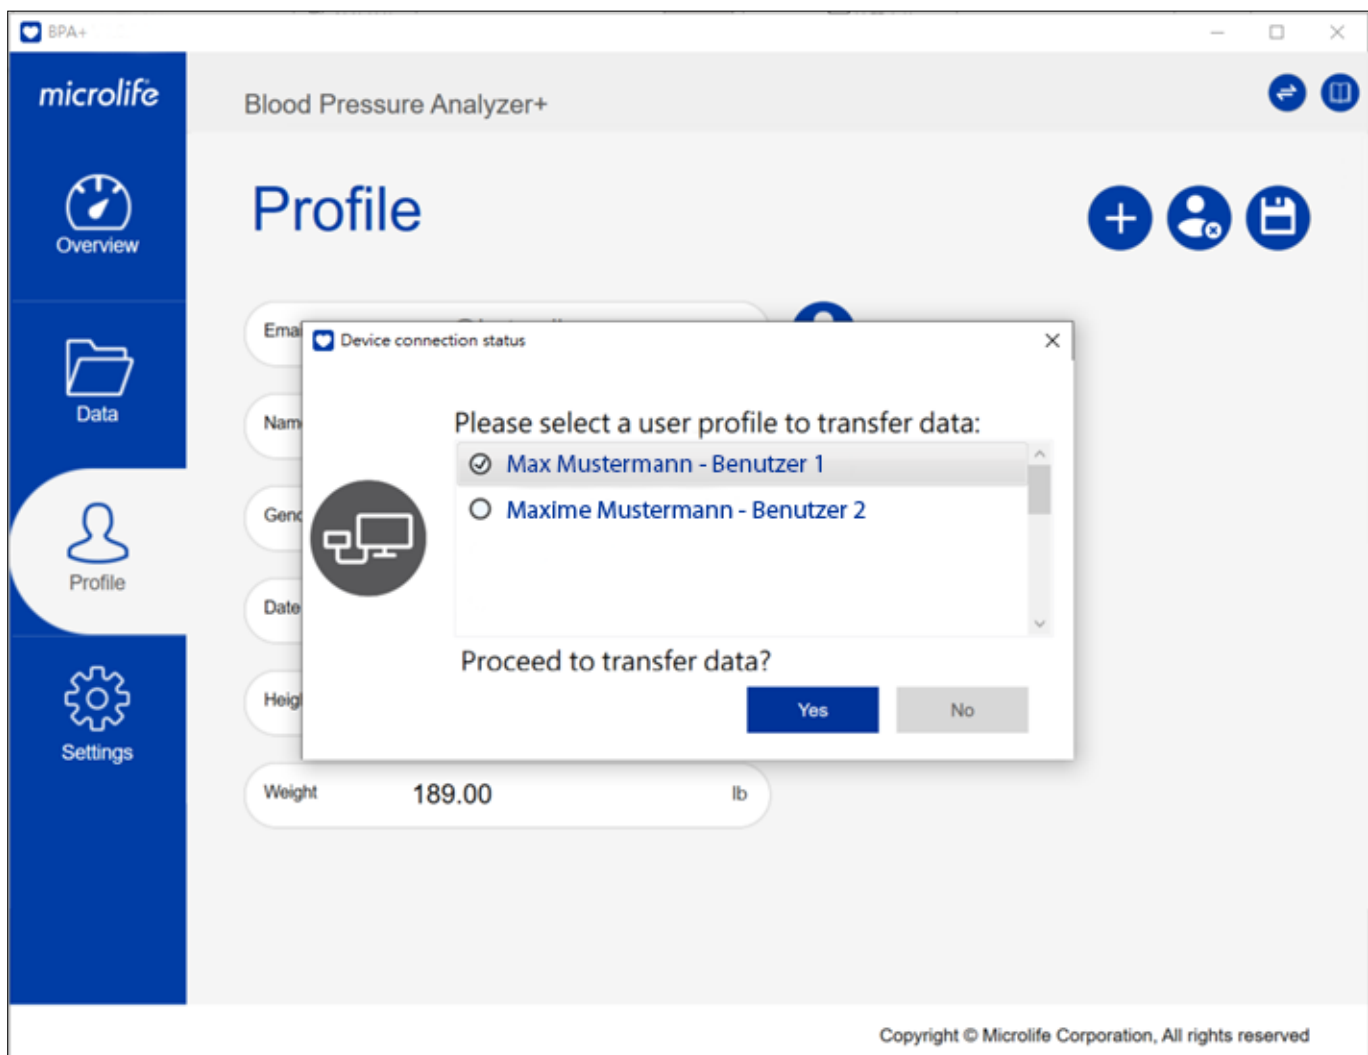 BPA+
microlife
Blood Pressure Analyzer+
Overview
Data
Profile
Settings
Profile
Device connection status
Please select a user profile to transfer data:
Max Mustermann - Benutzer 1
Maxime Mustermann - Benutzer 2
Proceed to transfer data?
Yes
No
Weight 189.00 lb
Copyright © Microlife Corporation, All rights reserved